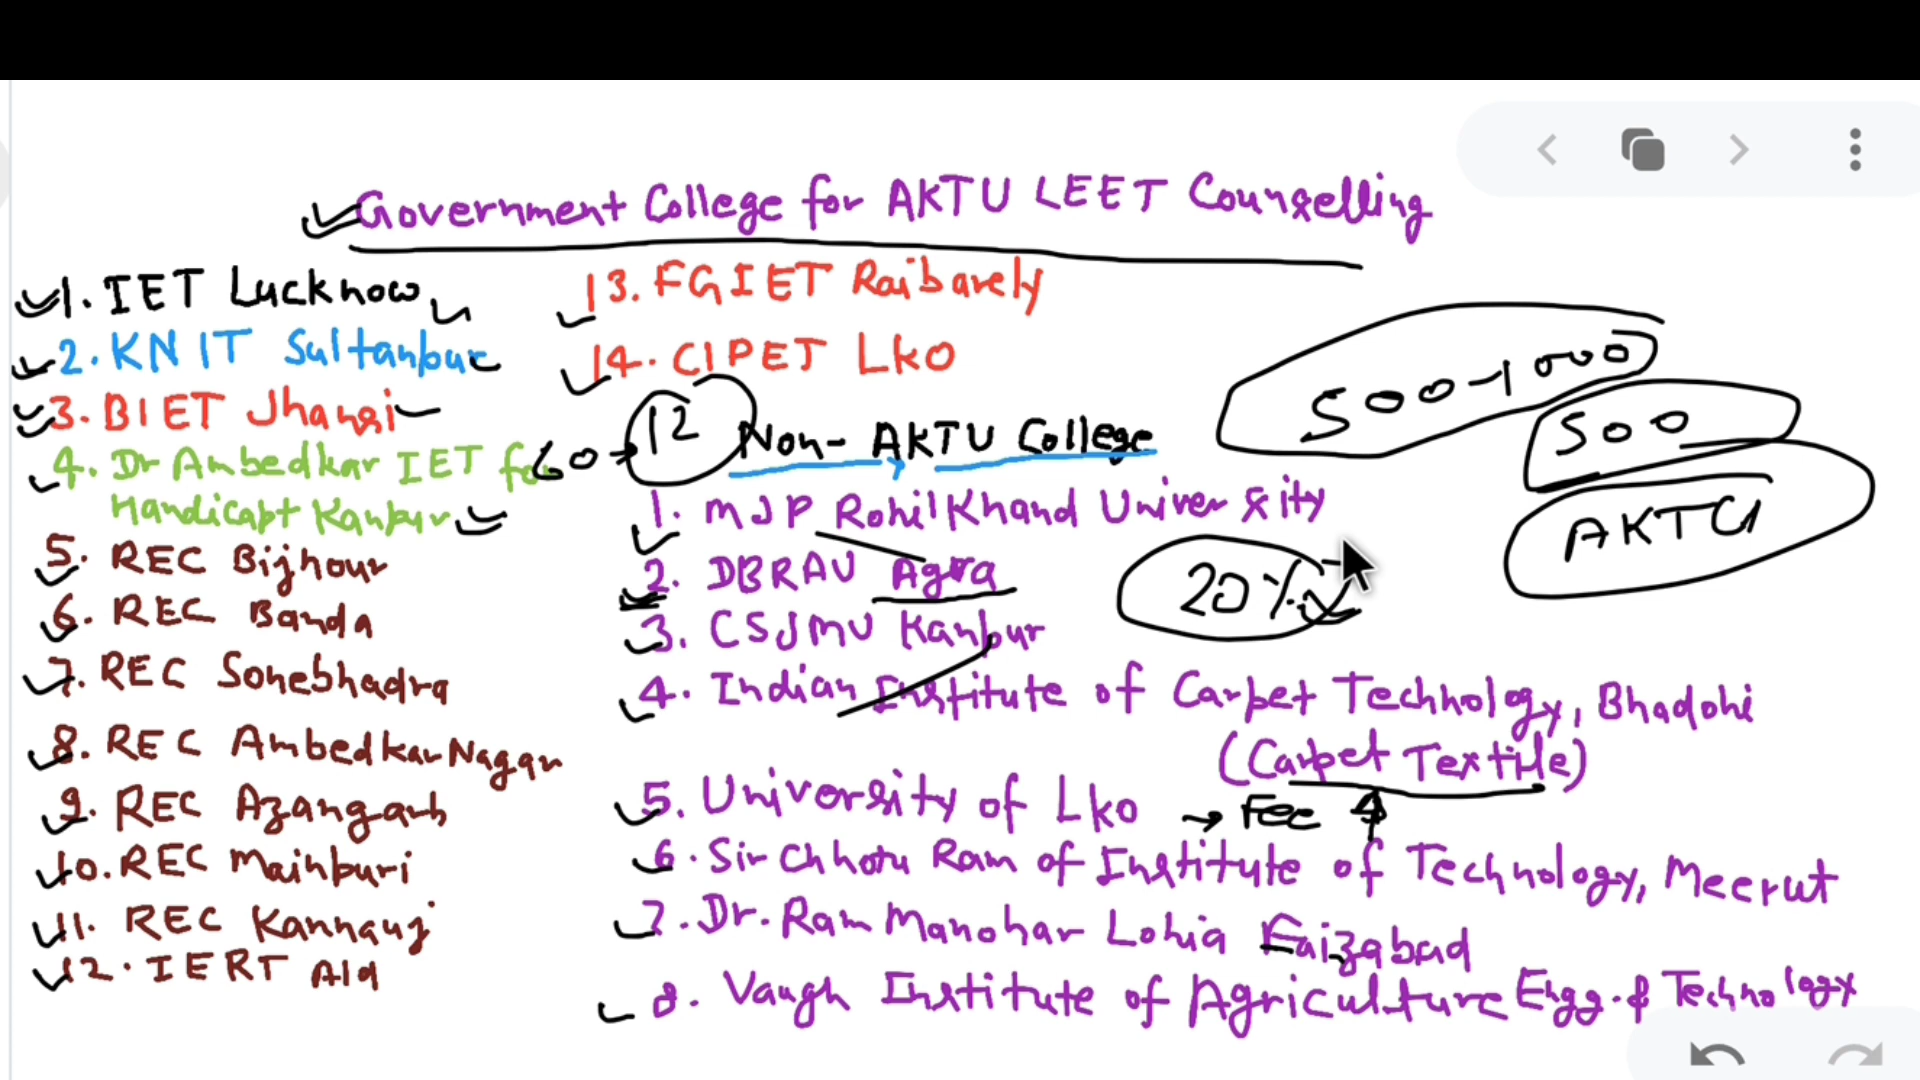 Government College for AKTU LEET Counselling
1. IET Lucknow
2. KNIT Sultanpur
3. BIET Jhansi
4. Dr Ambedkar IET for
Handicapt Kanpur
5. REC Bijnour
6. REC Banda
7. REC Sonebhadra
8. REC Ambedkar Nagar
9. REC Azamgarh
10. REC Mainpuri
11. REC Kannauj
12. IERT Ald
13. FGIET Raibarely
14. CIPET Lko
60 → 12
Non-AKTU College
1. MJP RohilKhand University
2. DBRAU Agra
3. CSJMU Kanpur
4. Indian Institute of Carpet Technology, Bhadohi
(Carpet Textile)
5. University of Lko → Fee
6. Sir Chhotu Ram of Institute of Technology, Meerut
7. Dr. Ram Manohar Lohia Faizabad
8. Vaugh Institute of Agriculture Engg. & Technology
500-1000
500
AKTU
20%